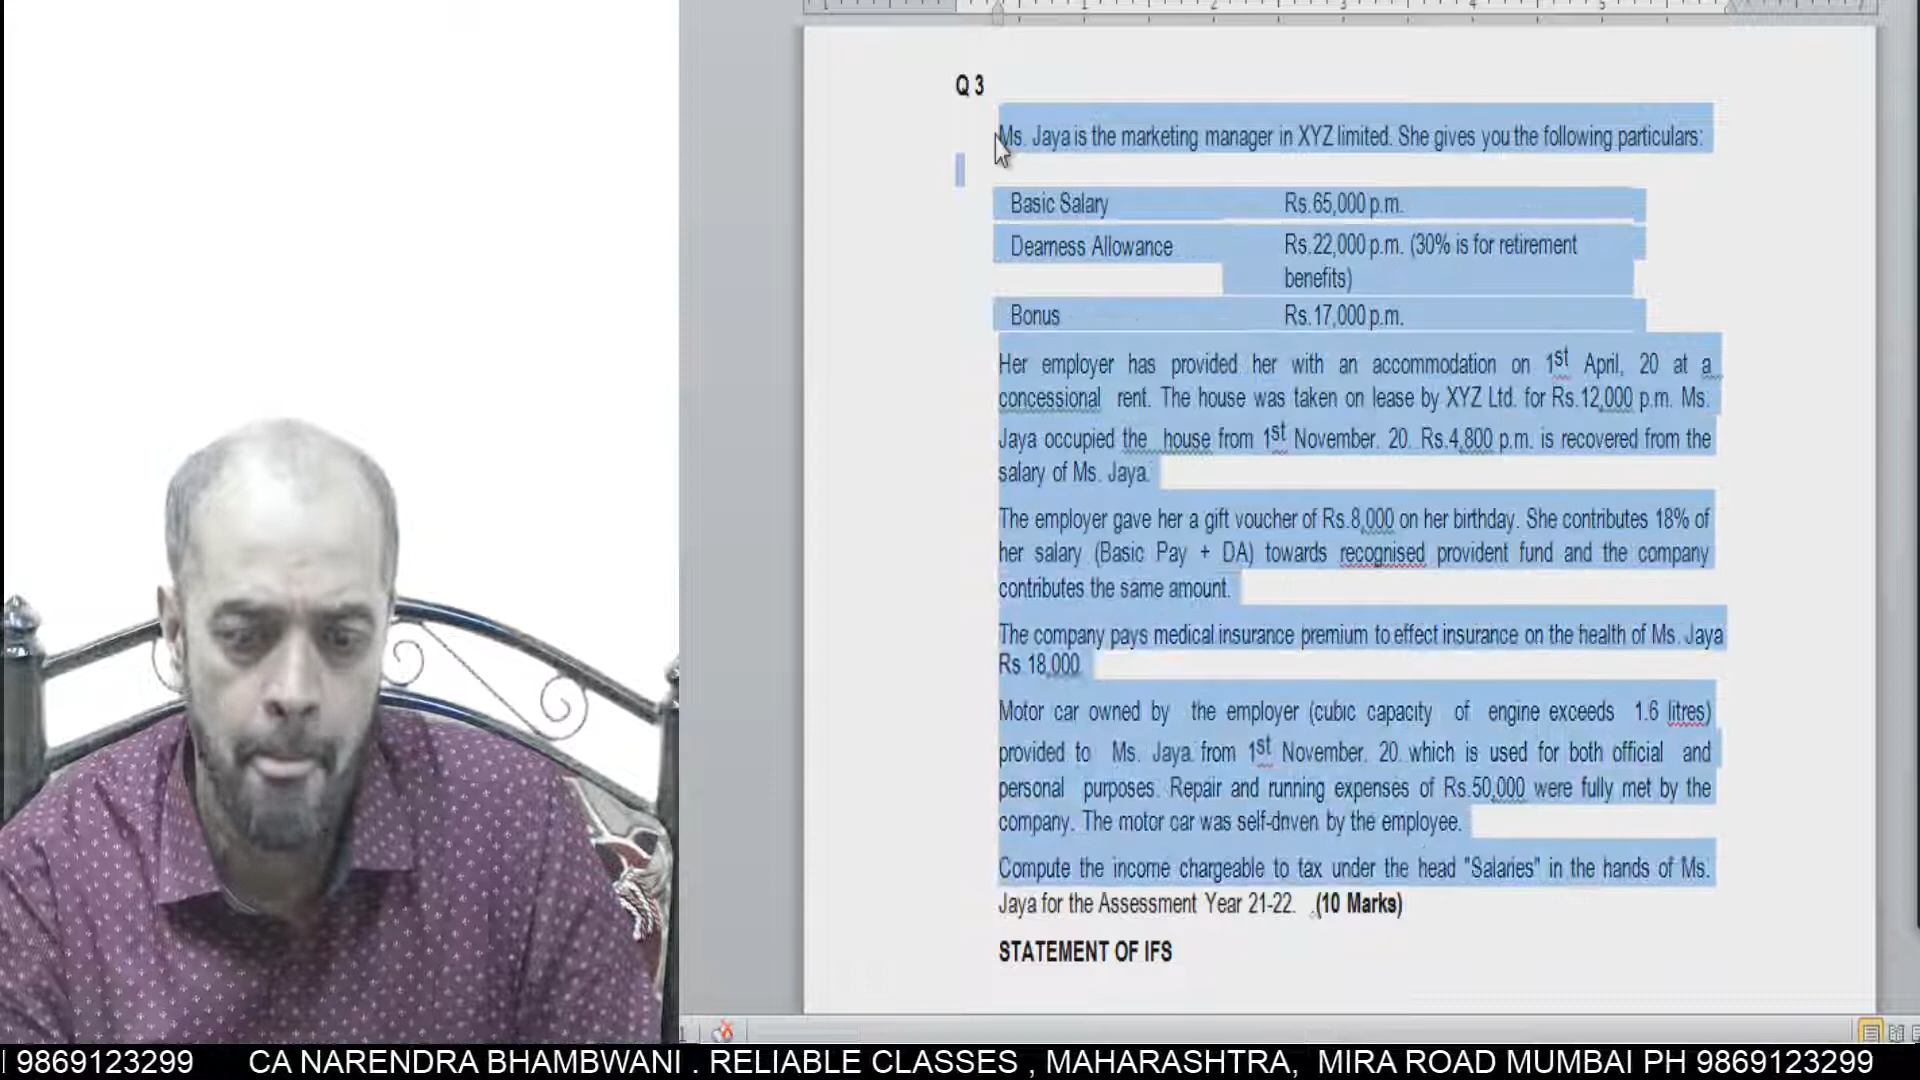 Q 3
Ms. Jaya is the marketing manager in XYZ limited. She gives you the following particulars:
Basic Salary Rs.65,000 p.m.
Dearness Allowance Rs.22,000 p.m. (30% is for retirement
benefits)
Bonus Rs.17,000 p.m.
Her employer has provided her with an accommodation on 1st April, 20 at a
concessional rent. The house was taken on lease by XYZ Ltd. for Rs.12,000 p.m. Ms.
Jaya occupied the house from 1st November. 20. Rs.4,800 p.m. is recovered from the
salary of Ms. Jaya.
The employer gave her a gift voucher of Rs.8,000 on her birthday. She contributes 18% of
her salary (Basic Pay + DA) towards recognised provident fund and the company
contributes the same amount.
The company pays medical insurance premium to effect insurance on the health of Ms. Jaya
Rs 18,000.
Motor car owned by the employer (cubic capacity of engine exceeds 1.6 litres)
provided to Ms. Jaya from 1st November. 20 which is used for both official and
personal purposes. Repair and running expenses of Rs.50,000 were fully met by the
company. The motor car was self-driven by the employee.
Compute the income chargeable to tax under the head "Salaries" in the hands of Ms.
Jaya for the Assessment Year 21-22. (10 Marks)
STATEMENT OF IFS
9869123299 CA NARENDRA BHAMBWANI . RELIABLE CLASSES , MAHARASHTRA, MIRA ROAD MUMBAI PH 9869123299